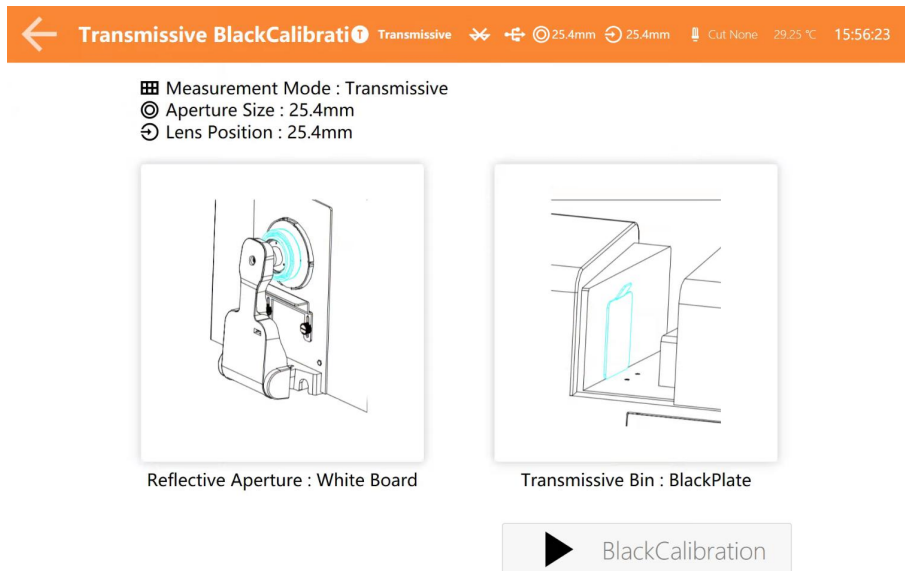 Transmissive BlackCalibrati T Transmissive 25.4mm 25.4mm Cut None 29.25 ℃ 15:56:23
Measurement Mode : Transmissive
Aperture Size : 25.4mm
Lens Position : 25.4mm
Reflective Aperture : White Board
Transmissive Bin : BlackPlate
BlackCalibration